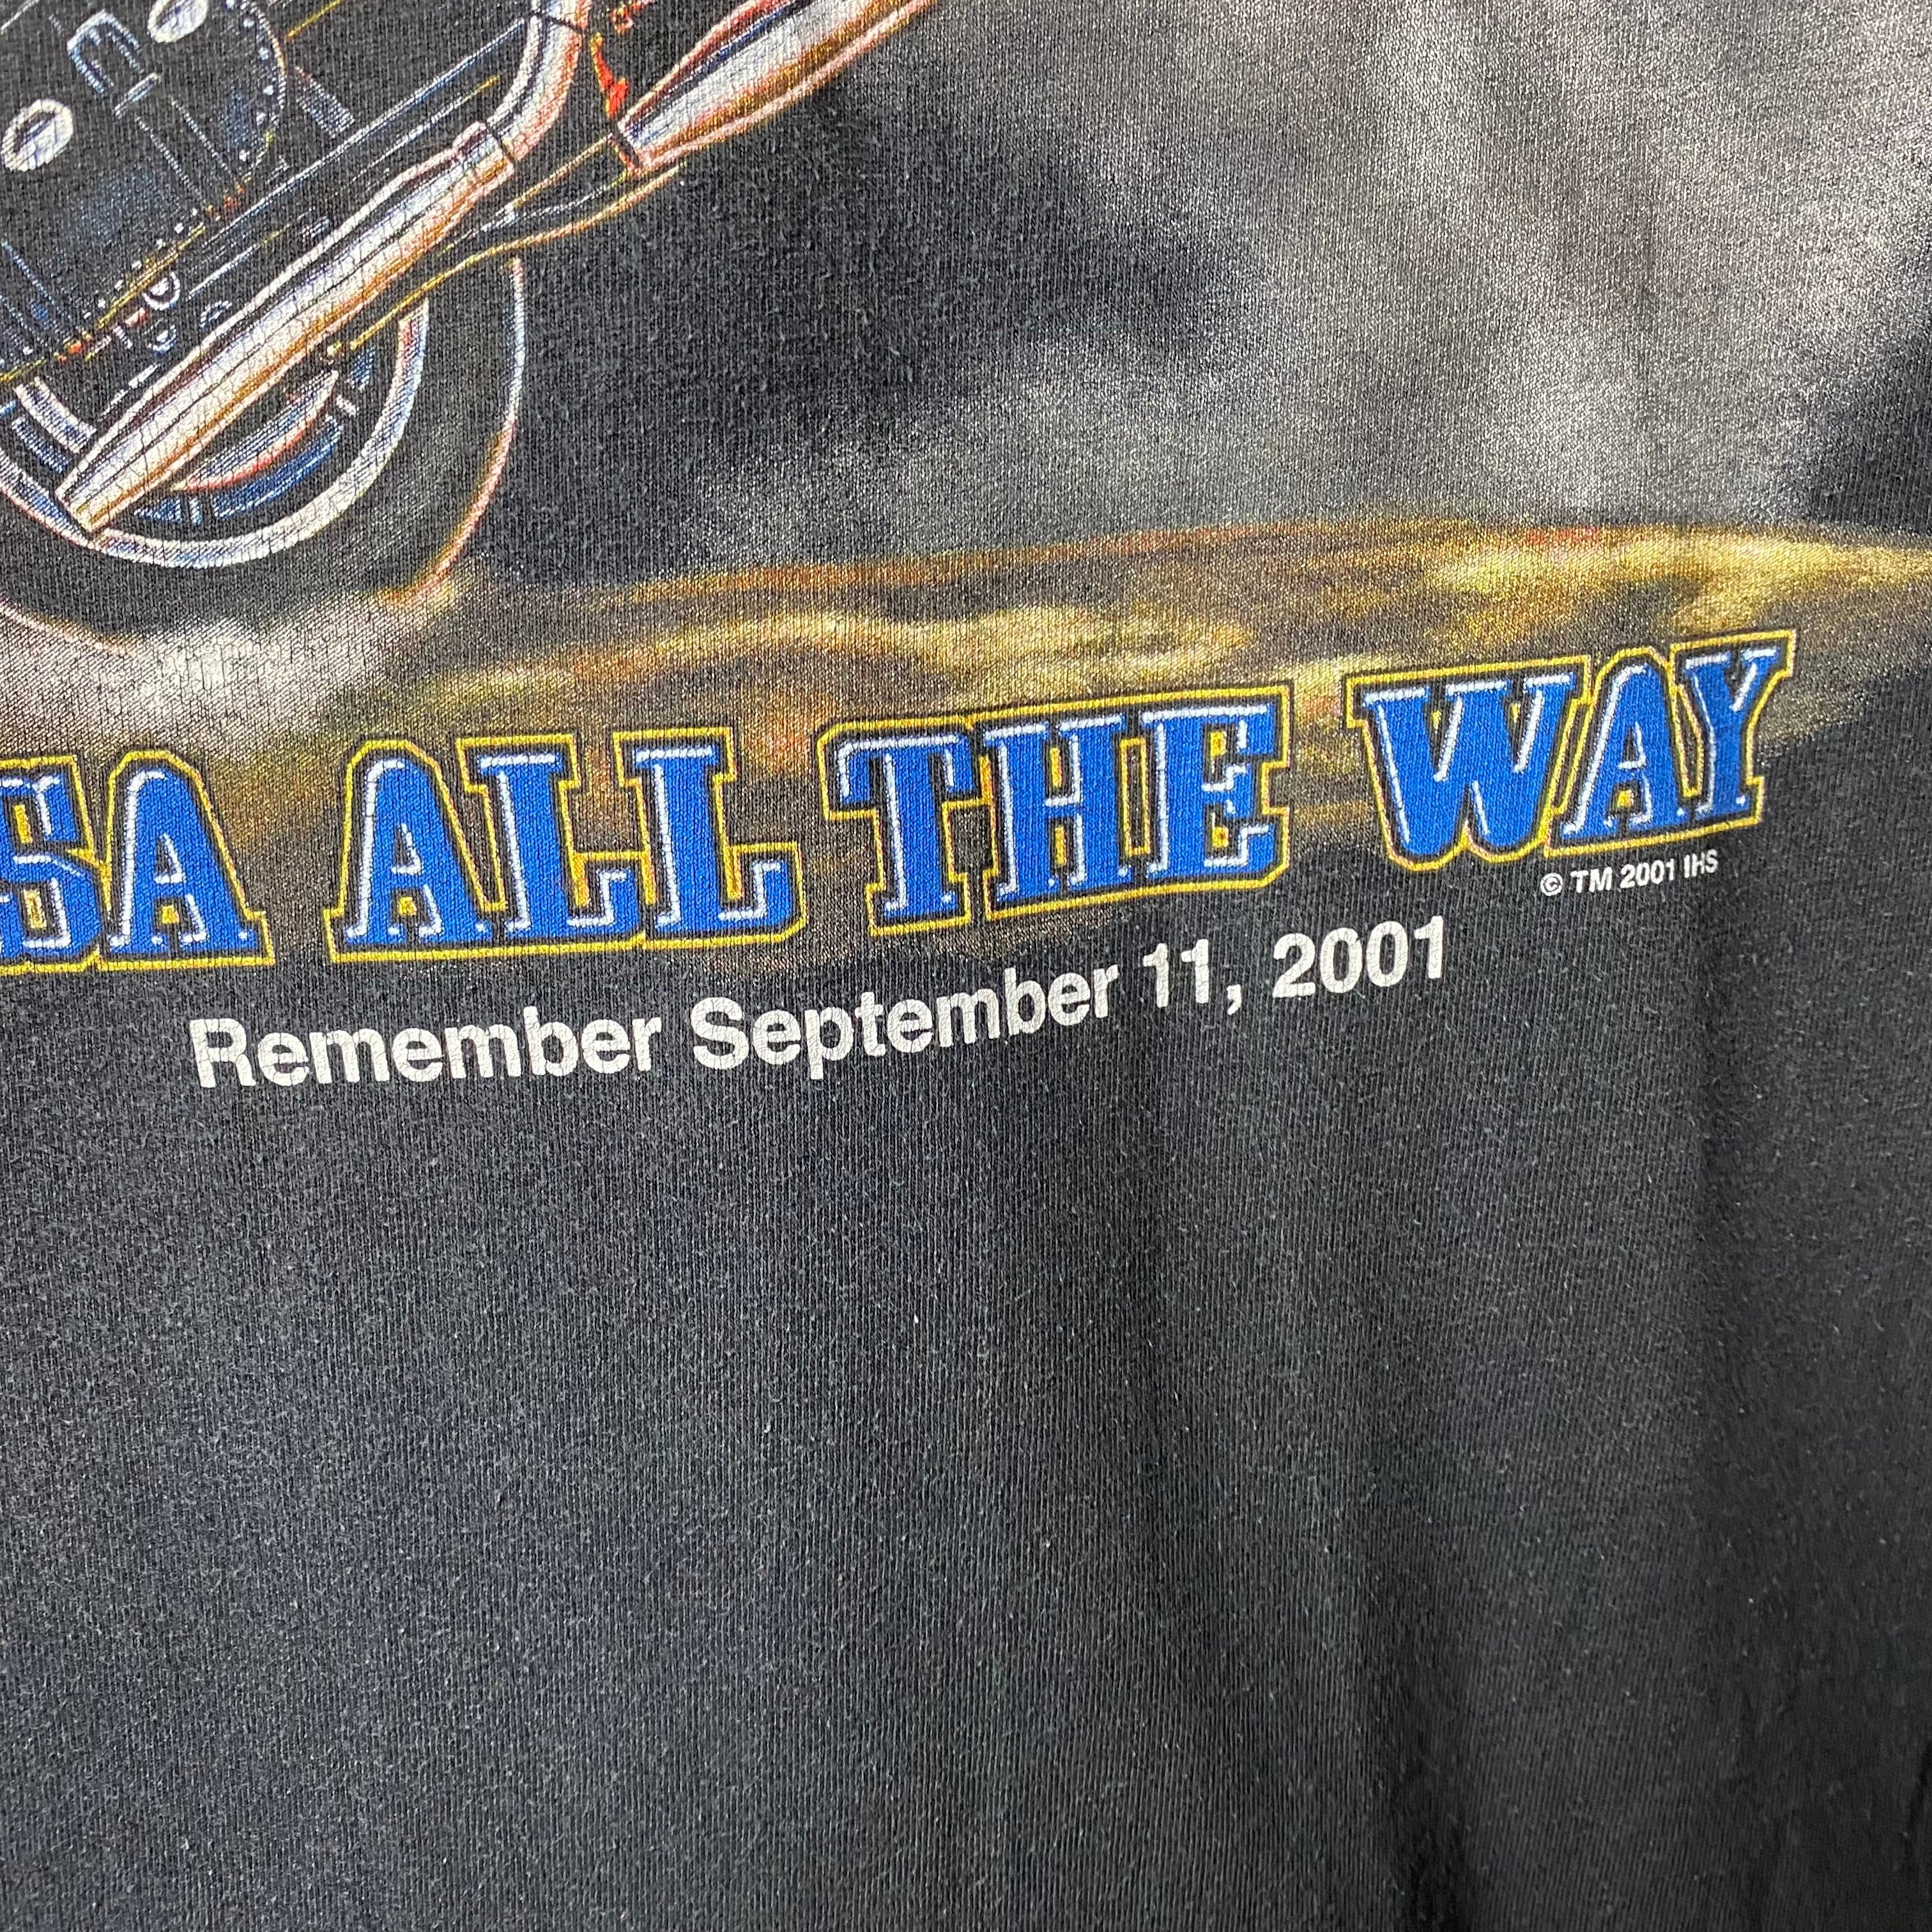 SA ALL THE WAY
© TM 2001 IHS
Remember September 11, 2001